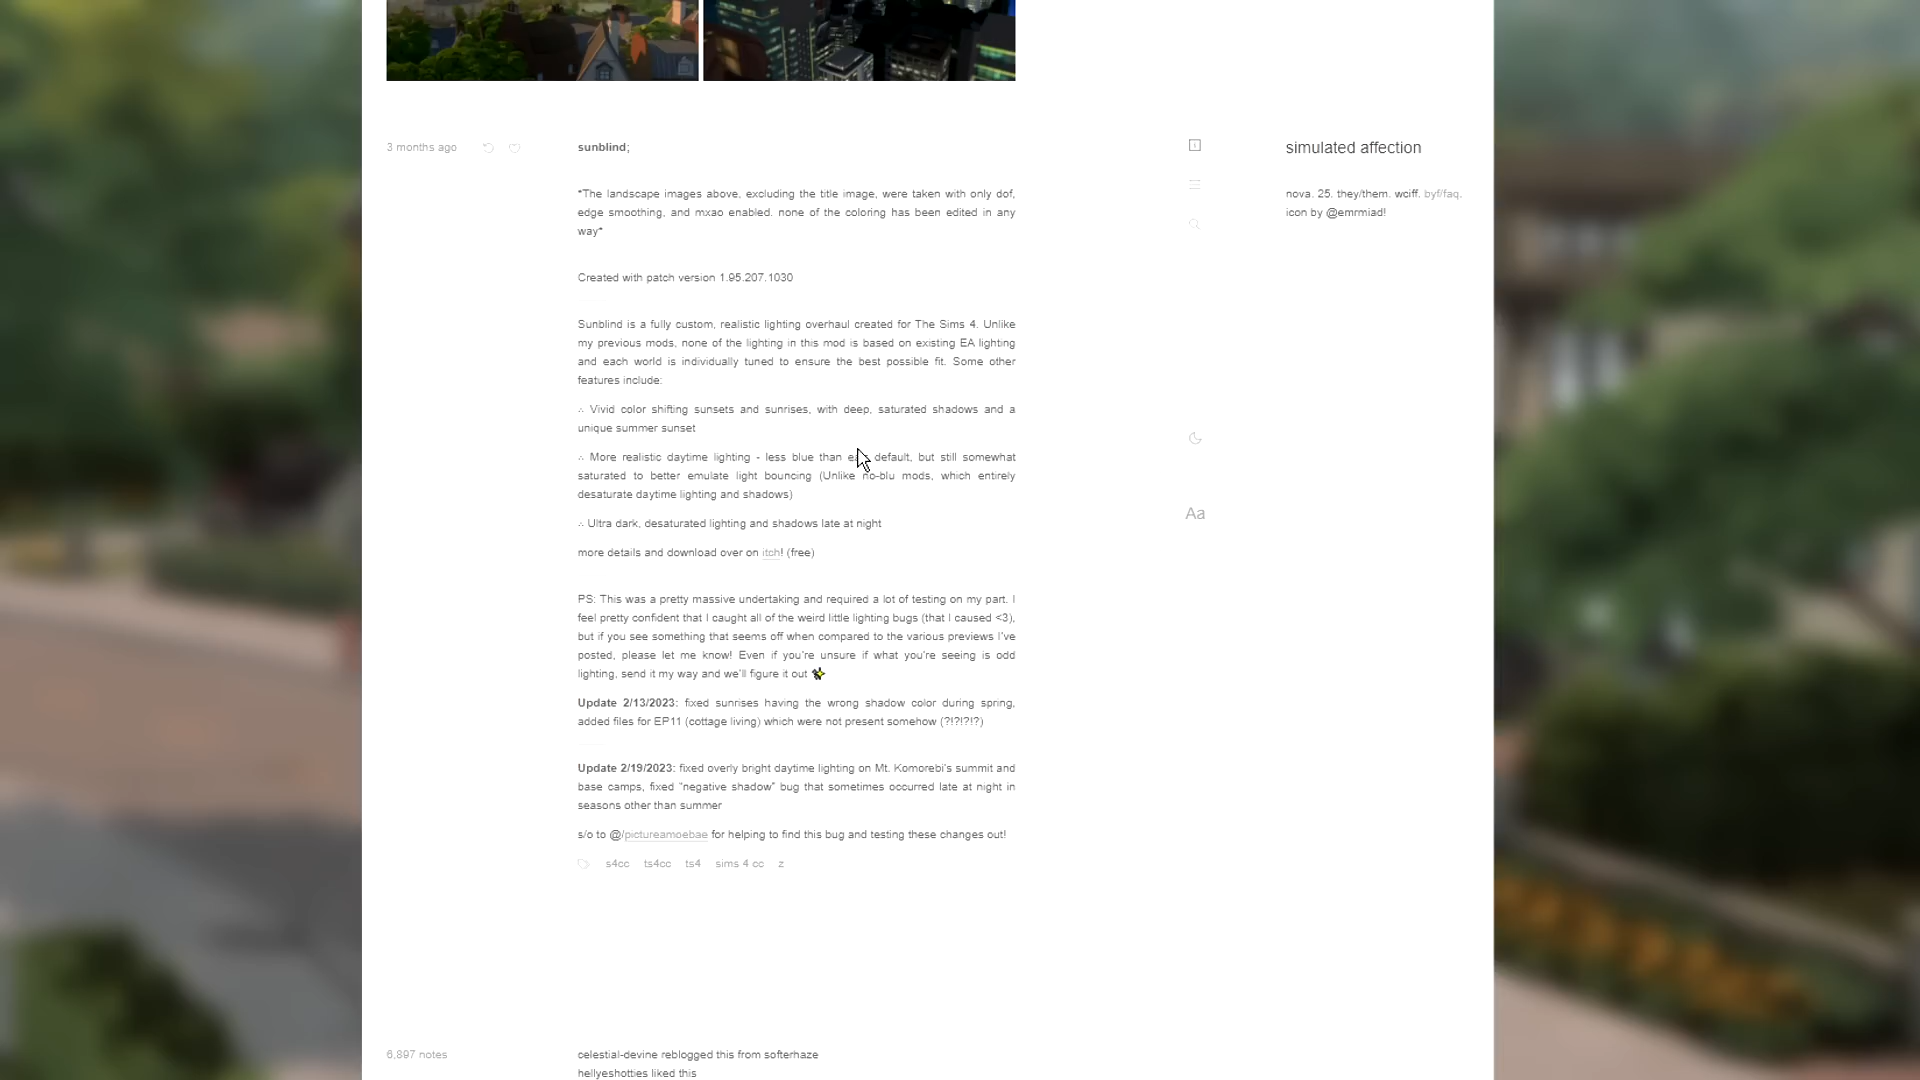 3 months ago
sunblind;
*The landscape images above, excluding the title image, were taken with only dof,
edge smoothing, and mxao enabled. none of the coloring has been edited in any
way*
Created with patch version 1.95.207.1030
Sunblind is a fully custom, realistic lighting overhaul created for The Sims 4. Unlike
my previous mods, none of the lighting in this mod is based on existing EA lighting
and each world is individually tuned to ensure the best possible fit. Some other
features include:
∴ Vivid color shifting sunsets and sunrises, with deep, saturated shadows and a
unique summer sunset
∴ More realistic daytime lighting - less blue than default, but still somewhat
saturated to better emulate light bouncing (Unlike no-blu mods, which entirely
desaturate daytime lighting and shadows)
∴ Ultra dark, desaturated lighting and shadows late at night
more details and download over on itch! (free)
PS: This was a pretty massive undertaking and required a lot of testing on my part. I
feel pretty confident that I caught all of the weird little lighting bugs (that I caused <3),
but if you see something that seems off when compared to the various previews I've
posted, please let me know! Even if you're unsure if what you're seeing is odd
lighting, send it my way and we'll figure it out ✨
Update 2/13/2023: fixed sunrises having the wrong shadow color during spring,
added files for EP11 (cottage living) which were not present somehow (?!?!?!?)
Update 2/19/2023: fixed overly bright daytime lighting on Mt. Komorebi's summit and
base camps, fixed “negative shadow” bug that sometimes occurred late at night in
seasons other than summer
s/o to @/pictureamoebae for helping to find this bug and testing these changes out!
s4cc ts4cc ts4 sims 4 cc z
6,897 notes
celestial-devine reblogged this from softerhaze
hellyeshotties liked this
simulated affection
nova. 25. they/them. wciff. byf/faq.
icon by @emrmiad!
Aa